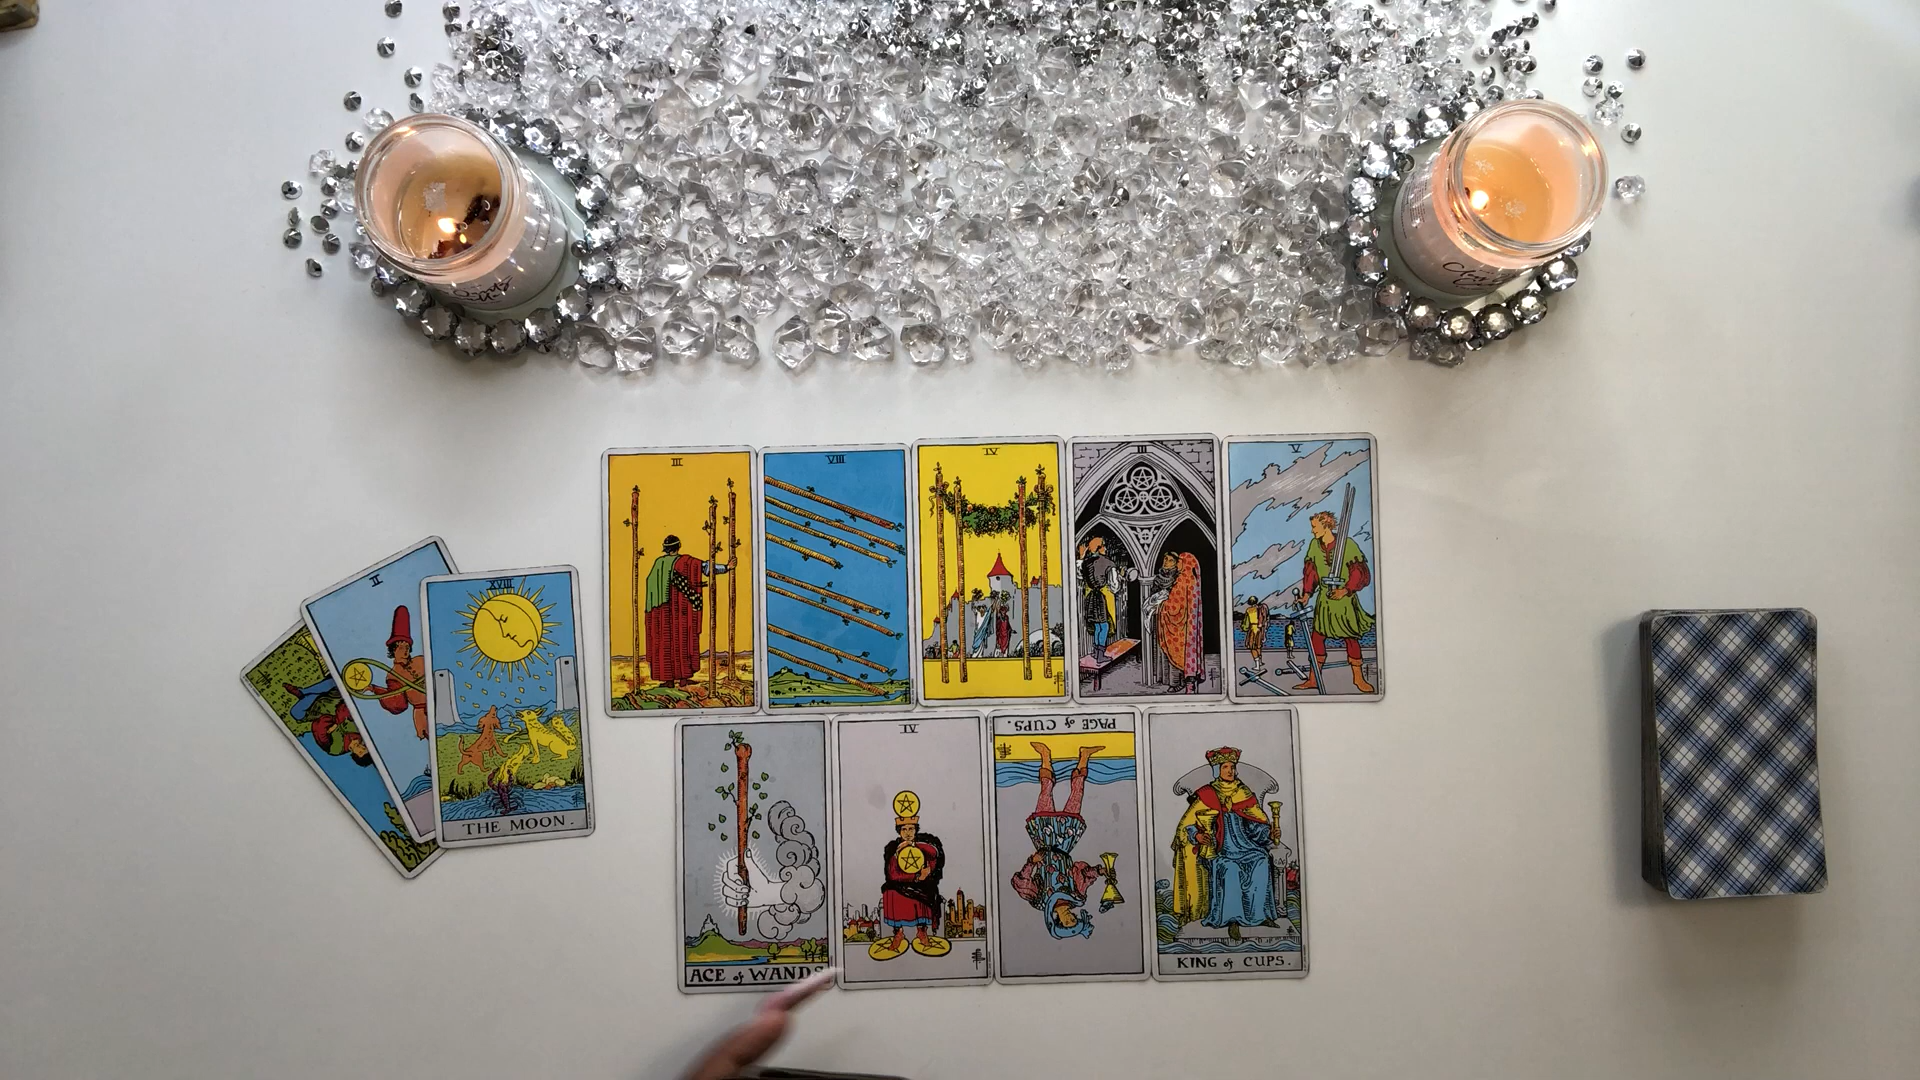 III
VIII
IV
III
V
II
XVIII
THE MOON.
ACE of WANDS
IV
PAGE of CUPS.
KING of CUPS.